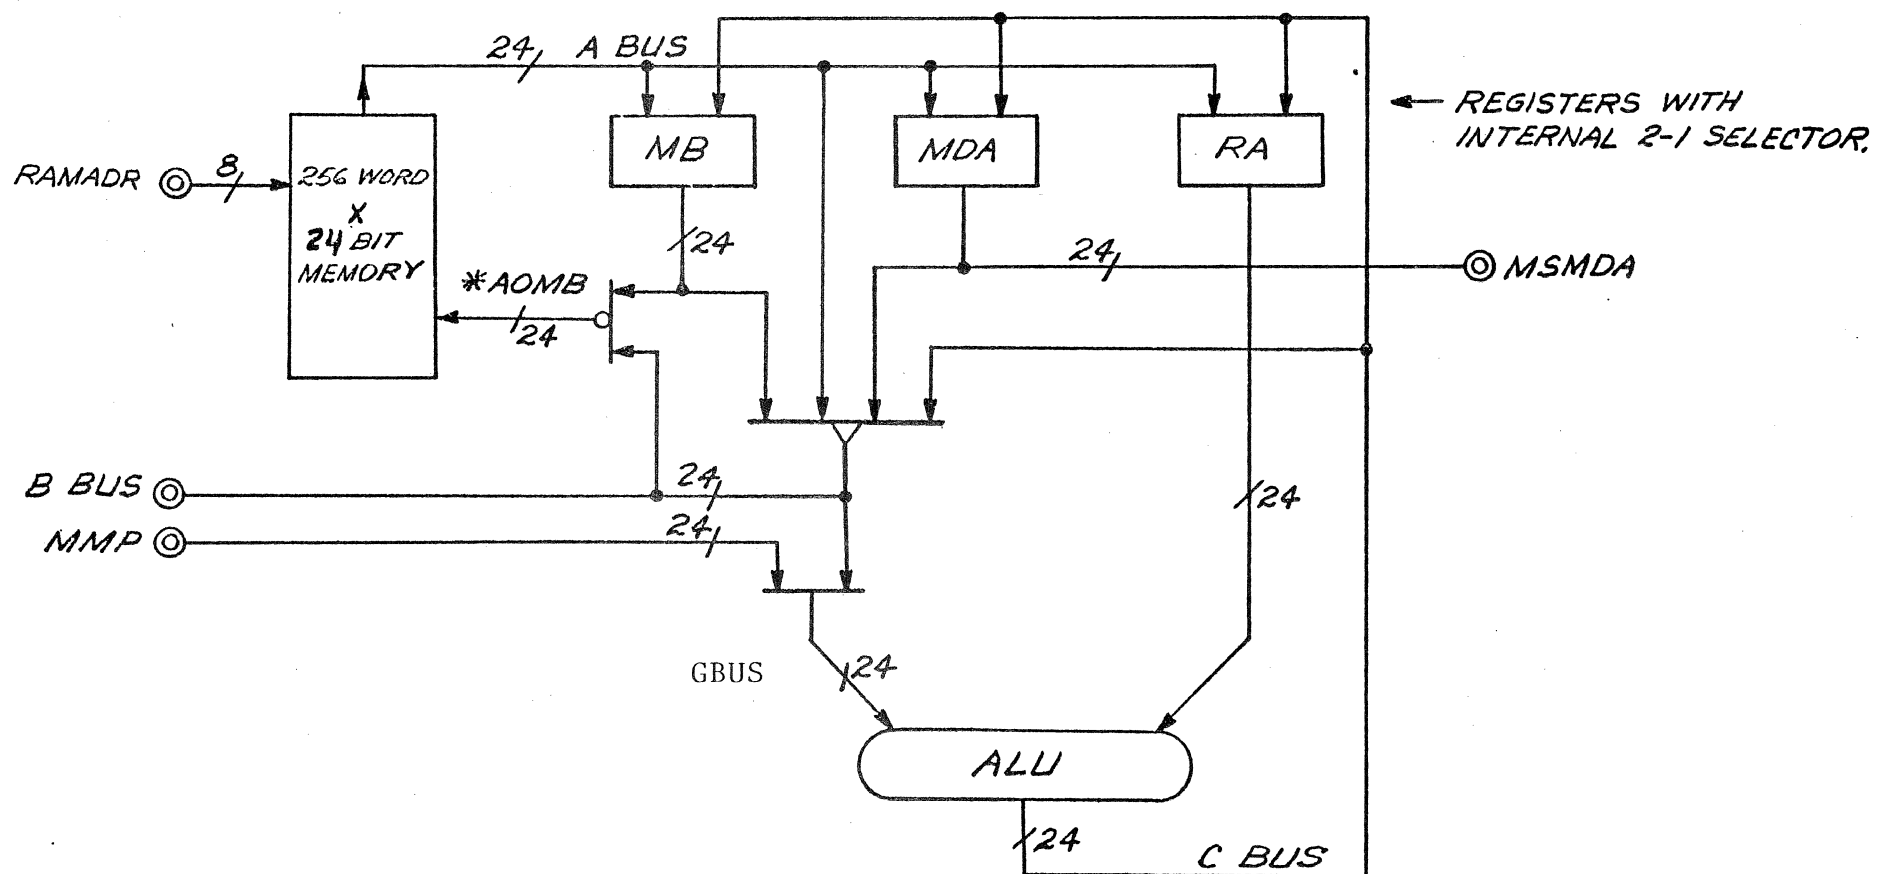 24 A BUS
REGISTERS WITH
INTERNAL 2-1 SELECTOR.
MB
MDA
RA
RAMADR
8
256 WORD
X
24 BIT
MEMORY
24
24
MSMDA
*AOMB
24
B BUS
24
24
MMP
24
GBUS
24
ALU
24
C BUS